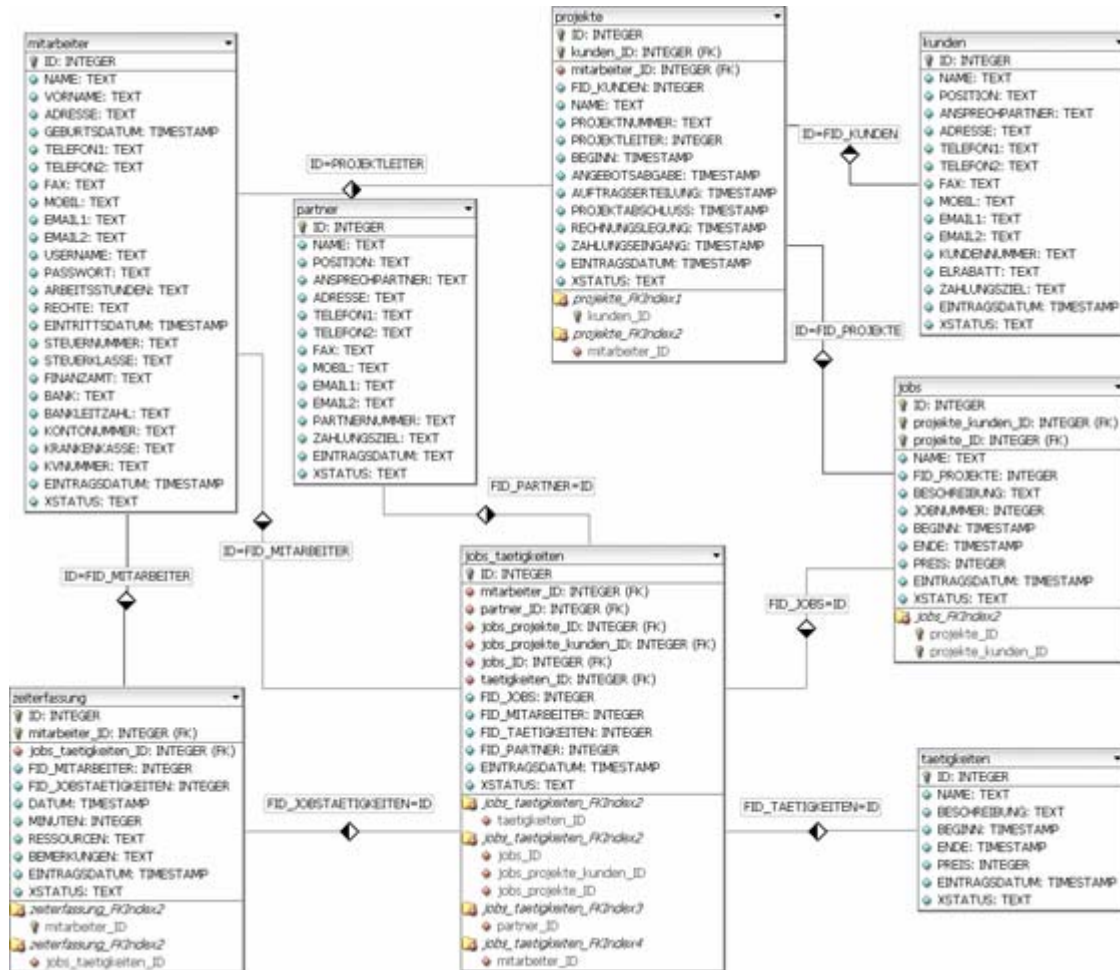 mitarbeiter
ID: INTEGER
NAME: TEXT
VORNAME: TEXT
ADRESSE: TEXT
GEBURTSDATUM: TIMESTAMP
TELEFON1: TEXT
TELEFON2: TEXT
FAX: TEXT
MOBIL: TEXT
EMAIL1: TEXT
EMAIL2: TEXT
USERNAME: TEXT
PASSWORT: TEXT
ARBEITSSTUNDEN: TEXT
RECHTE: TEXT
EINTRITTSDATUM: TIMESTAMP
STEUERNUMMER: TEXT
STEUERKLASSE: TEXT
FINANZAMT: TEXT
BANK: TEXT
BANKLEITZAHL: TEXT
KONTONUMMER: TEXT
KRANKENKASSE: TEXT
KVNUMMER: TEXT
EINTRAGSDATUM: TIMESTAMP
XSTATUS: TEXT
ID=PROJEKTLEITER
partner
ID: INTEGER
NAME: TEXT
POSITION: TEXT
ANSPRECHPARTNER: TEXT
ADRESSE: TEXT
TELEFON1: TEXT
TELEFON2: TEXT
FAX: TEXT
MOBIL: TEXT
EMAIL1: TEXT
EMAIL2: TEXT
PARTNERNUMMER: TEXT
ZAHLUNGSZIEL: TEXT
EINTRAGSDATUM: TEXT
XSTATUS: TEXT
projekte
ID: INTEGER
kunden_ID: INTEGER (FK)
mitarbeiter_ID: INTEGER (FK)
FID_KUNDEN: INTEGER
NAME: TEXT
PROJEKTNUMMER: TEXT
PROJEKTLEITER: INTEGER
BEGINN: TIMESTAMP
ANGEBOTSABGABE: TIMESTAMP
AUFTRAGSERTEILUNG: TIMESTAMP
PROJEKTABSCHLUSS: TIMESTAMP
RECHNUNGSLEGUNG: TIMESTAMP
ZAHLUNGSEINGANG: TIMESTAMP
EINTRAGSDATUM: TIMESTAMP
XSTATUS: TEXT
projekte_FKIndex1
kunden_ID
projekte_FKIndex2
mitarbeiter_ID
ID=FID_KUNDEN
kunden
ID: INTEGER
NAME: TEXT
POSITION: TEXT
ANSPRECHPARTNER: TEXT
ADRESSE: TEXT
TELEFON1: TEXT
TELEFON2: TEXT
FAX: TEXT
MOBIL: TEXT
EMAIL1: TEXT
EMAIL2: TEXT
KUNDENNUMMER: TEXT
ELRABATT: TEXT
ZAHLUNGSZIEL: TEXT
EINTRAGSDATUM: TIMESTAMP
XSTATUS: TEXT
ID=FID_PROJEKTE
jobs
ID: INTEGER
projekte_kunden_ID: INTEGER (FK)
projekte_ID: INTEGER (FK)
NAME: TEXT
FID_PROJEKTE: INTEGER
BESCHREIBUNG: TEXT
JOBNUMMER: INTEGER
BEGINN: TIMESTAMP
ENDE: TIMESTAMP
PREIS: INTEGER
EINTRAGSDATUM: TIMESTAMP
XSTATUS: TEXT
jobs_FKIndex2
projekte_ID
projekte_kunden_ID
FID_PARTNER=ID
ID=FID_MITARBEITER
ID=FID_MITARBEITER
FID_JOBS=ID
jobs_taetigkeiten
ID: INTEGER
mitarbeiter_ID: INTEGER (FK)
partner_ID: INTEGER (FK)
jobs_projekte_ID: INTEGER (FK)
jobs_projekte_kunden_ID: INTEGER (FK)
jobs_ID: INTEGER (FK)
taetigkeiten_ID: INTEGER (FK)
FID_JOBS: INTEGER
FID_MITARBEITER: INTEGER
FID_TAETIGKEITEN: INTEGER
FID_PARTNER: INTEGER
EINTRAGSDATUM: TIMESTAMP
XSTATUS: TEXT
jobs_taetigkeiten_FKIndex2
taetigkeiten_ID
jobs_taetigkeiten_FKIndex2
jobs_ID
jobs_projekte_kunden_ID
jobs_projekte_ID
jobs_taetigkeiten_FKIndex3
partner_ID
jobs_taetigkeiten_FKIndex4
mitarbeiter_ID
zeiterfassung
ID: INTEGER
mitarbeiter_ID: INTEGER (FK)
jobs_taetigkeiten_ID: INTEGER (FK)
FID_MITARBEITER: INTEGER
FID_JOBSTAETIGKEITEN: INTEGER
DATUM: TIMESTAMP
MINUTEN: INTEGER
RESSOURCEN: TEXT
BEMERKUNGEN: TEXT
EINTRAGSDATUM: TIMESTAMP
XSTATUS: TEXT
zeiterfassung_FKIndex2
mitarbeiter_ID
zeiterfassung_FKIndex2
jobs_taetigkeiten_ID
FID_JOBSTAETIGKEITEN=ID
FID_TAETIGKEITEN=ID
taetigkeiten
ID: INTEGER
NAME: TEXT
BESCHREIBUNG: TEXT
BEGINN: TIMESTAMP
ENDE: TIMESTAMP
PREIS: INTEGER
EINTRAGSDATUM: TIMESTAMP
XSTATUS: TEXT